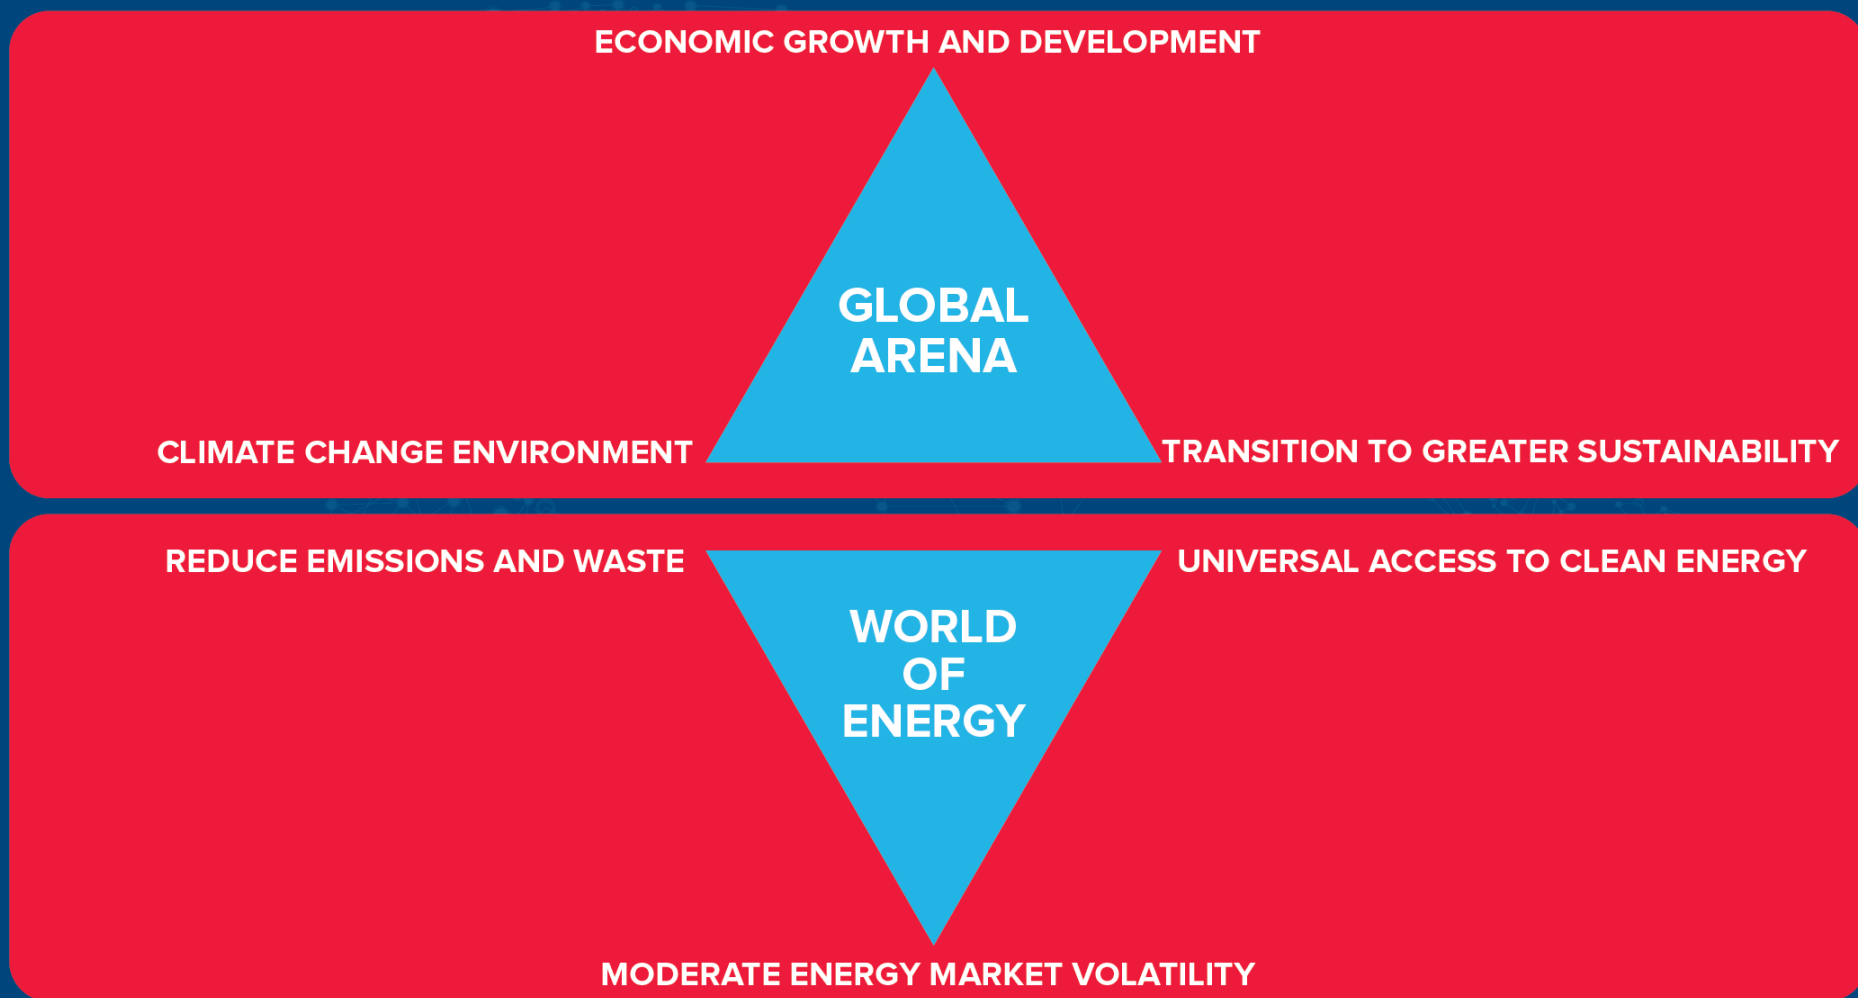 ECONOMIC GROWTH AND DEVELOPMENT
GLOBAL
ARENA
CLIMATE CHANGE ENVIRONMENT
TRANSITION TO GREATER SUSTAINABILITY
REDUCE EMISSIONS AND WASTE
UNIVERSAL ACCESS TO CLEAN ENERGY
WORLD
OF
ENERGY
MODERATE ENERGY MARKET VOLATILITY